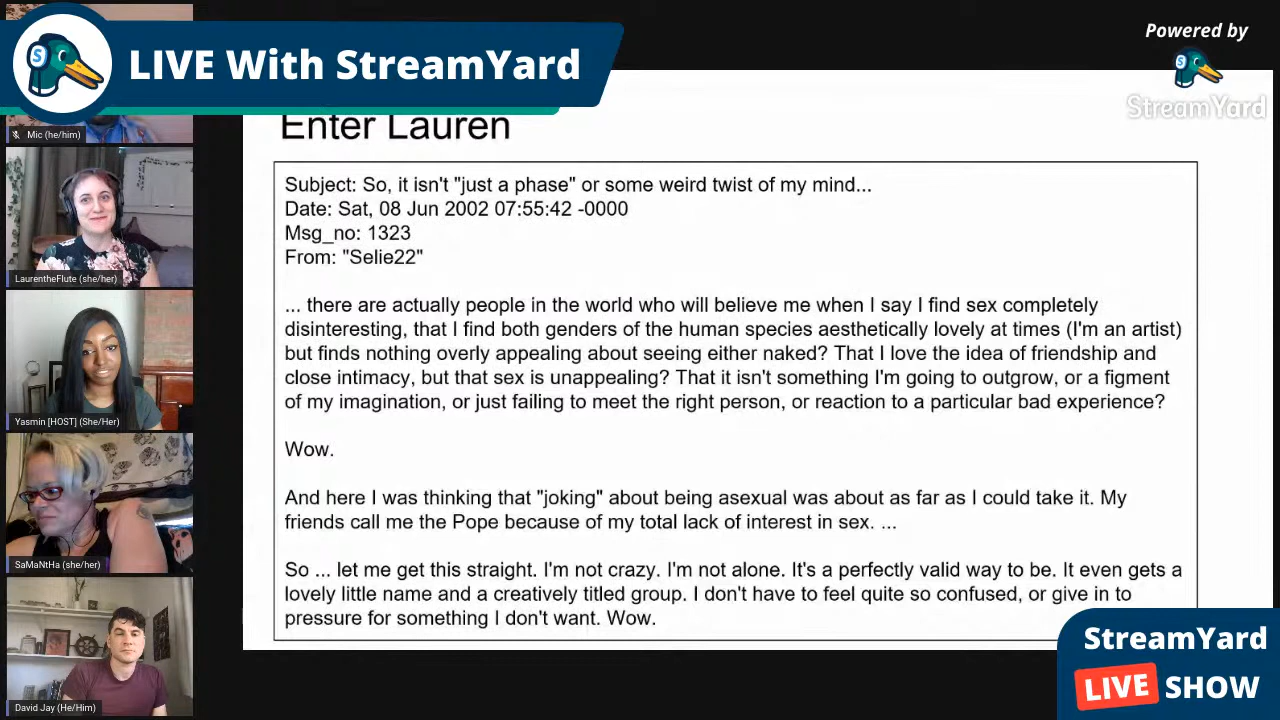 LIVE With StreamYard
Powered by
StreamYard
Mic (he/him)
LaurentheFlute (she/her)
Yasmin [HOST] (She/Her)
SaMaNtHa (she/her)
David Jay (He/Him)
Enter Lauren
Subject: So, it isn't "just a phase" or some weird twist of my mind...
Date: Sat, 08 Jun 2002 07:55:42 -0000
Msg_no: 1323
From: "Selie22"
... there are actually people in the world who will believe me when I say I find sex completely
disinteresting, that I find both genders of the human species aesthetically lovely at times (I'm an artist)
but finds nothing overly appealing about seeing either naked? That I love the idea of friendship and
close intimacy, but that sex is unappealing? That it isn't something I'm going to outgrow, or a figment
of my imagination, or just failing to meet the right person, or reaction to a particular bad experience?
Wow.
And here I was thinking that "joking" about being asexual was about as far as I could take it. My
friends call me the Pope because of my total lack of interest in sex. ...
So ... let me get this straight. I'm not crazy. I'm not alone. It's a perfectly valid way to be. It even gets a
lovely little name and a creatively titled group. I don't have to feel quite so confused, or give in to
pressure for something I don't want. Wow.
StreamYard
LIVE SHOW